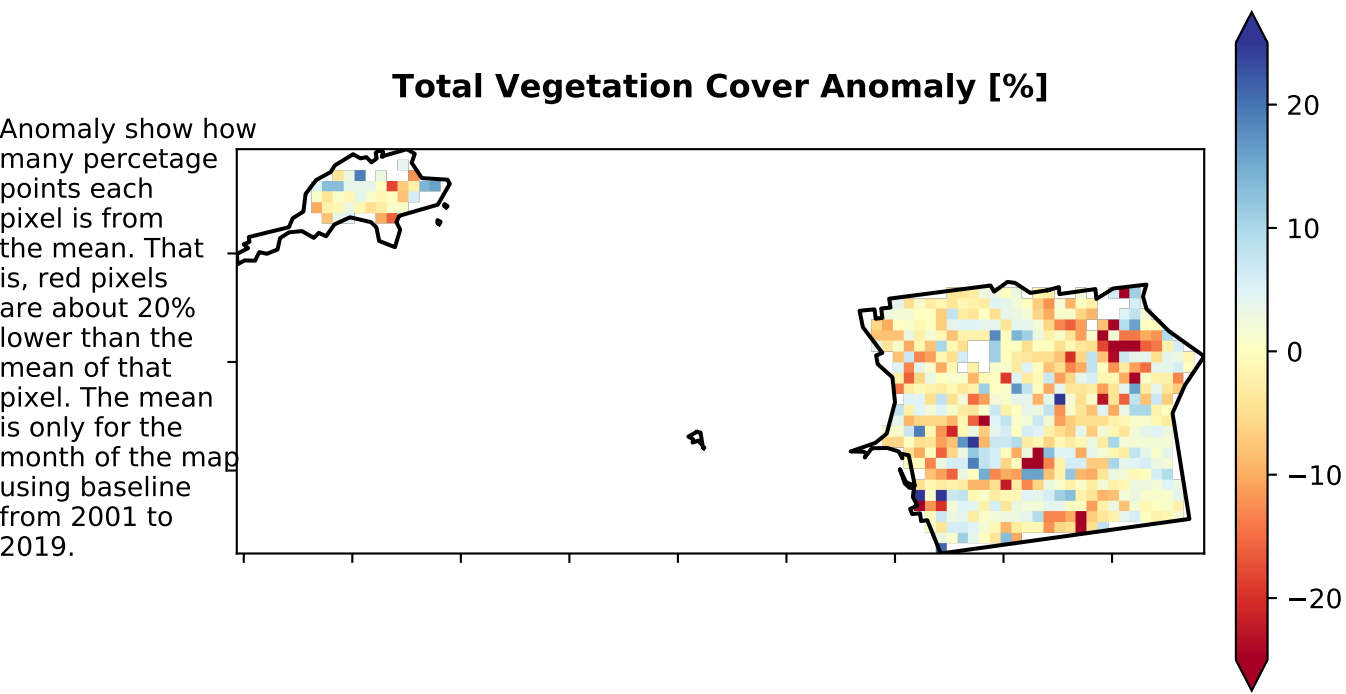 Total Vegetation Cover Anomaly [%]
Anomaly show how
many percetage
points each
pixel is from
the mean. That
is, red pixels
are about 20%
lower than the
mean of that
pixel. The mean
is only for the
month of the map
using baseline
from 2001 to
2019.
20
10
0
−10
−20